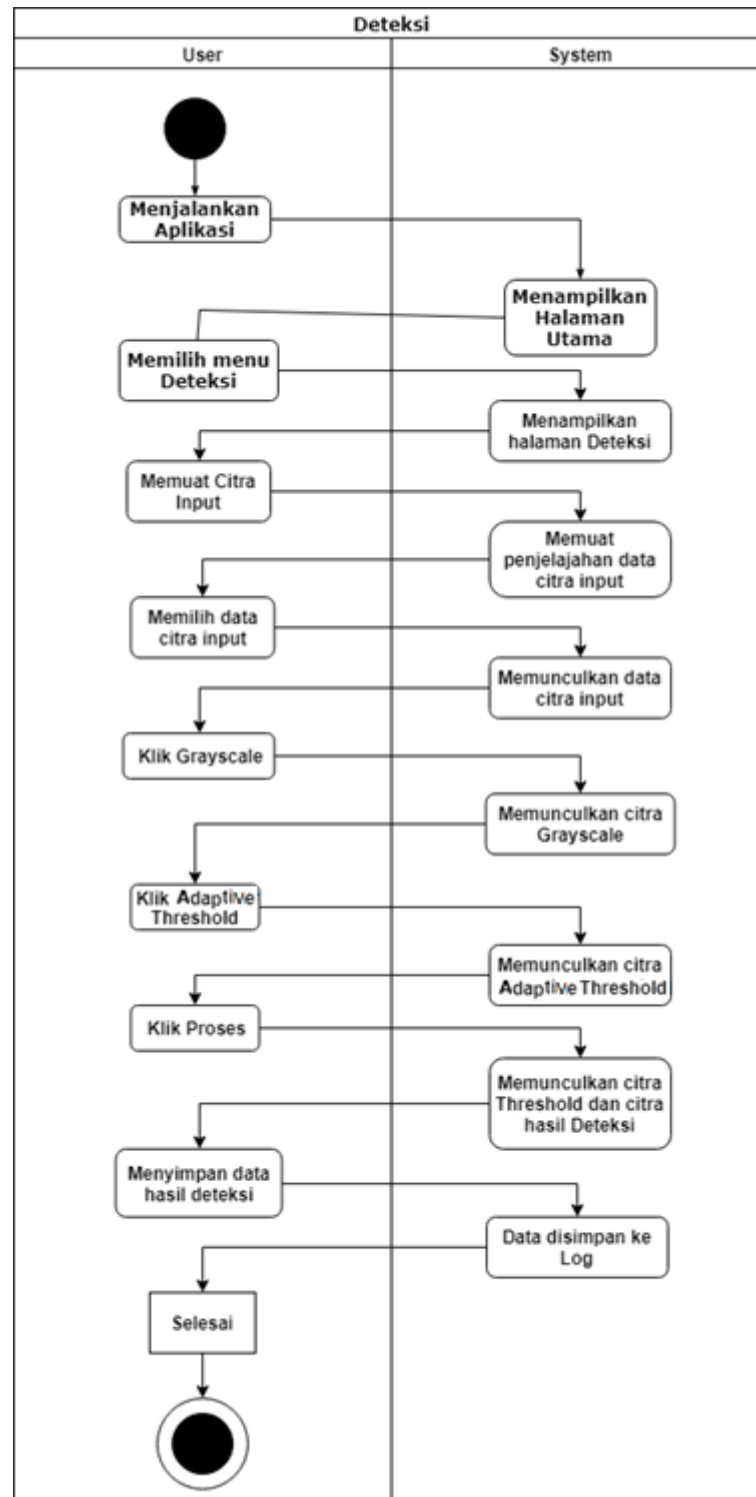 Deteksi
User
System
Menjalankan
Aplikasi
Menampilkan
Halaman
Utama
Memilih menu
Deteksi
Menampilkan
halaman Deteksi
Memuat Citra
Input
Memuat
penjelajahan data
citra input
Memilih data
citra input
Memunculkan data
citra input
Klik Grayscale
Memunculkan citra
Grayscale
Klik Adaptive
Threshold
Memunculkan citra
Adaptive Threshold
Klik Proses
Memunculkan citra
Threshold dan citra
hasil Deteksi
Menyimpan data
hasil deteksi
Data disimpan ke
Log
Selesai